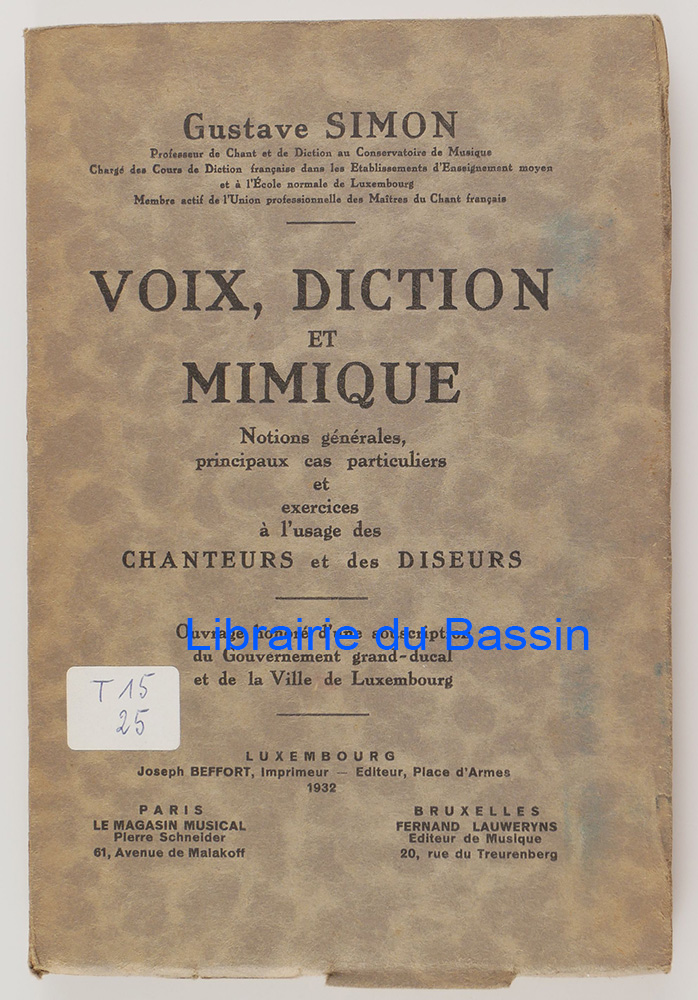 Gustave SIMON
Professeur de Chant et de Diction au Conservatoire de Musique
Chargé des Cours de Diction française dans les Etablissements d'Enseignement moyen
et à l'École normale de Luxembourg
Membre actif de l'Union professionnelle des Maîtres du Chant français
VOIX, DICTION
ET
MIMIQUE
Notions générales,
principaux cas particuliers
et
exercices
à l'usage des
CHANTEURS et des DISEURS
Ouvrage honoré d'une souscription
Librairie du Bassin
du Gouvernement grand-ducal
et de la Ville de Luxembourg
T 15
25
LUXEMBOURG
Joseph BEFFORT, Imprimeur — Editeur, Place d'Armes
1932
PARIS
LE MAGASIN MUSICAL
Pierre Schneider
61, Avenue de Malakoff
BRUXELLES
FERNAND LAUWERYNS
Editeur de Musique
20, rue du Treurenberg